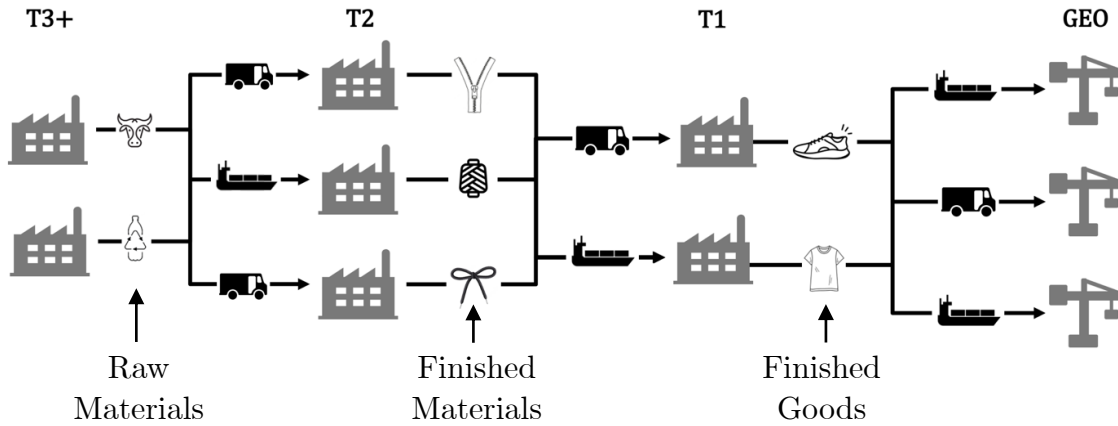 T3+
T2
T1
GEO
Raw
Materials
Finished
Materials
Finished
Goods